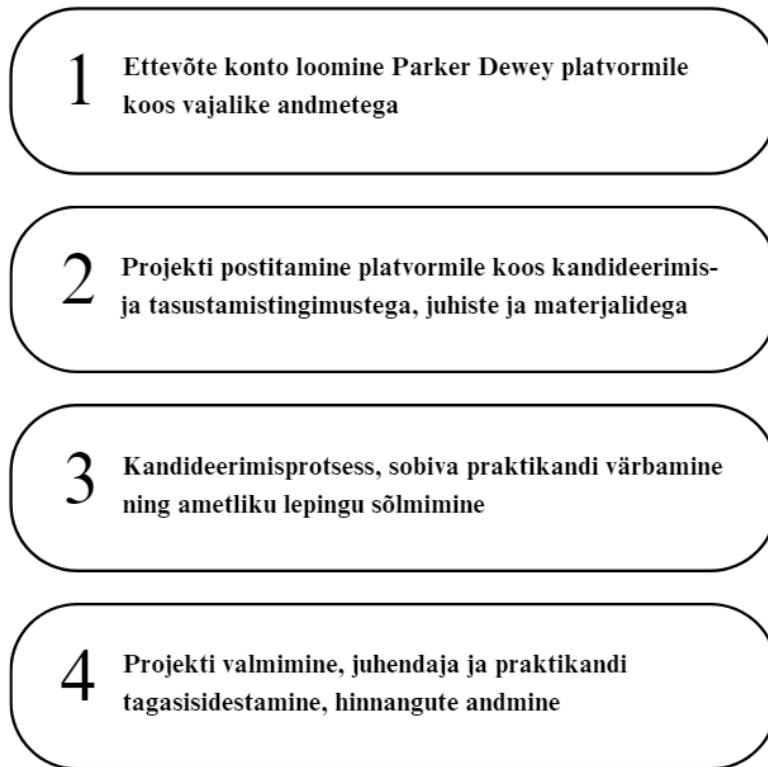 1
Ettevõte konto loomine Parker Dewey platvormile
koos vajalike andmetega
2
Projekti postitamine platvormile koos kandideerimis-
ja tasustamistingimustega, juhiste ja materjalidega
3
Kandideerimisprotsess, sobiva praktikandi värbamine
ning ametliku lepingu sõlmimine
4
Projekti valmimine, juhendaja ja praktikandi
tagasisidestamine, hinnangute andmine